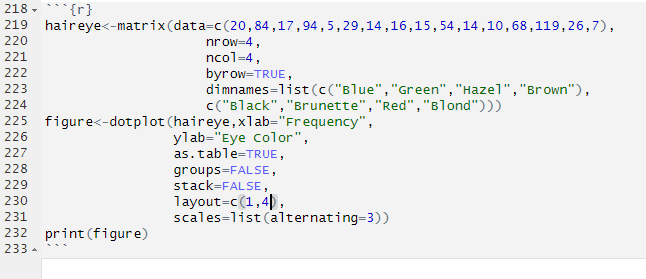 218 ```{r}
219 haireye<-matrix(data=c(20,84,17,94,5,29,14,16,15,54,14,10,68,119,26,7),
220 nrow=4,
221 ncol=4,
222 byrow=TRUE,
223 dimnames=list(c("Blue","Green","Hazel","Brown"),
224 c("Black","Brunette","Red","Blond")))
225 figure<-dotplot(haireye,xlab="Frequency",
226 ylab="Eye Color",
227 as.table=TRUE,
228 groups=FALSE,
229 stack=FALSE,
230 layout=c(1,4),
231 scales=list(alternating=3))
232 print(figure)
233 ```